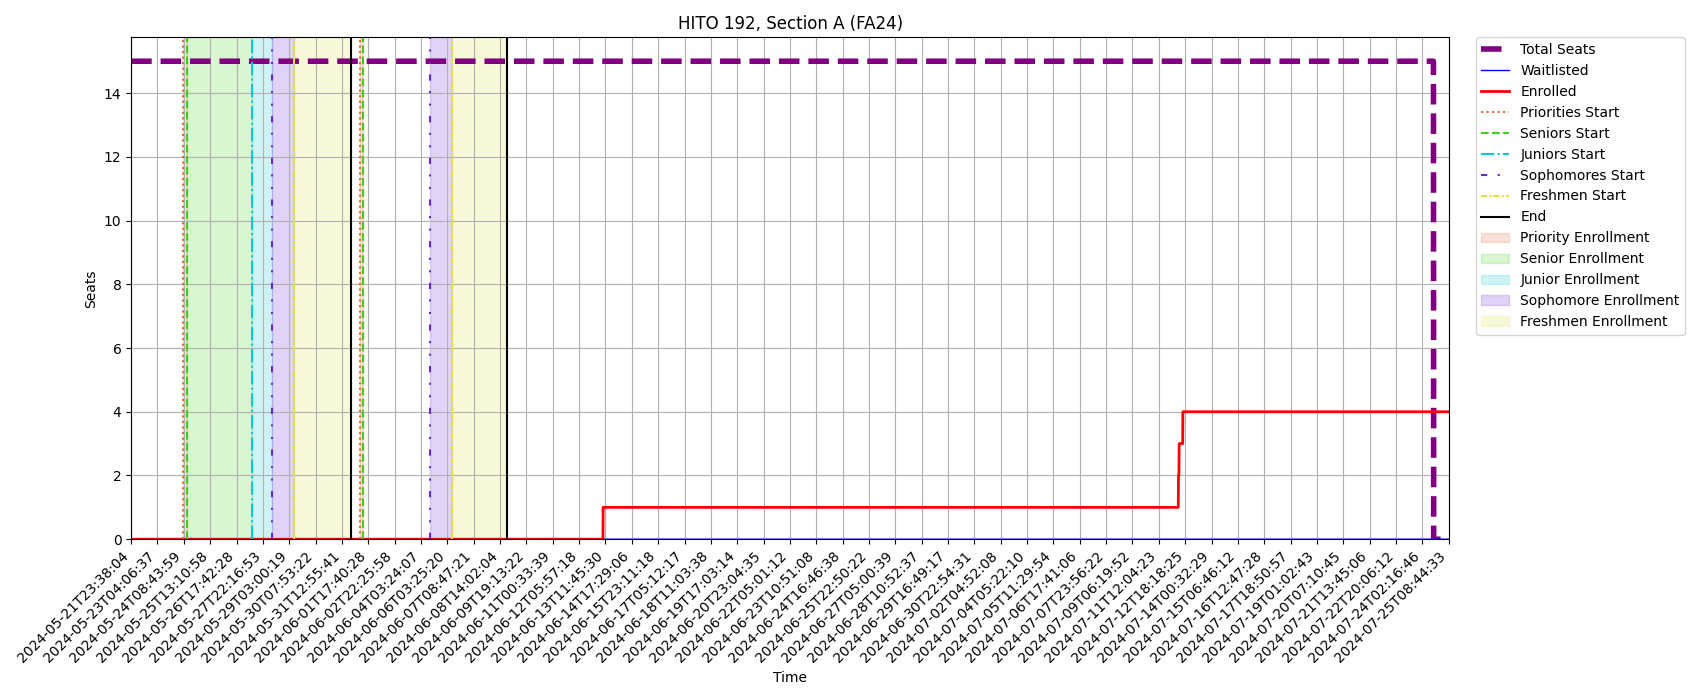 HITO 192, Section A (FA24)
Seats
14
12
10
8
6
4
2
0
2024-05-21T23:38:04
2024-05-23T04:06:37
2024-05-24T08:43:59
2024-05-25T13:10:58
2024-05-26T17:42:28
2024-05-27T22:16:53
2024-05-29T03:00:19
2024-05-30T07:53:22
2024-05-31T12:55:41
2024-06-01T17:40:28
2024-06-02T22:25:58
2024-06-04T03:24:07
2024-06-06T03:25:20
2024-06-07T08:47:21
2024-06-08T14:02:04
2024-06-09T19:13:22
2024-06-11T00:33:39
2024-06-12T05:57:18
2024-06-13T11:45:30
2024-06-14T17:29:06
2024-06-15T23:11:18
2024-06-17T05:12:17
2024-06-18T11:03:38
2024-06-19T17:03:14
2024-06-20T23:04:35
2024-06-22T05:01:12
2024-06-23T10:51:08
2024-06-24T16:46:38
2024-06-25T22:50:22
2024-06-27T05:00:39
2024-06-28T10:52:37
2024-06-29T16:49:17
2024-06-30T22:54:31
2024-07-02T04:52:08
2024-07-04T05:22:10
2024-07-05T11:29:54
2024-07-06T17:41:06
2024-07-07T23:56:22
2024-07-09T06:19:52
2024-07-11T12:04:23
2024-07-12T18:18:25
2024-07-14T00:32:29
2024-07-15T06:46:12
2024-07-16T12:47:28
2024-07-17T18:50:57
2024-07-19T01:02:43
2024-07-20T07:10:45
2024-07-21T13:45:06
2024-07-22T20:06:12
2024-07-24T02:16:46
2024-07-25T08:44:33
Time
Total Seats
Waitlisted
Enrolled
Priorities Start
Seniors Start
Juniors Start
Sophomores Start
Freshmen Start
End
Priority Enrollment
Senior Enrollment
Junior Enrollment
Sophomore Enrollment
Freshmen Enrollment